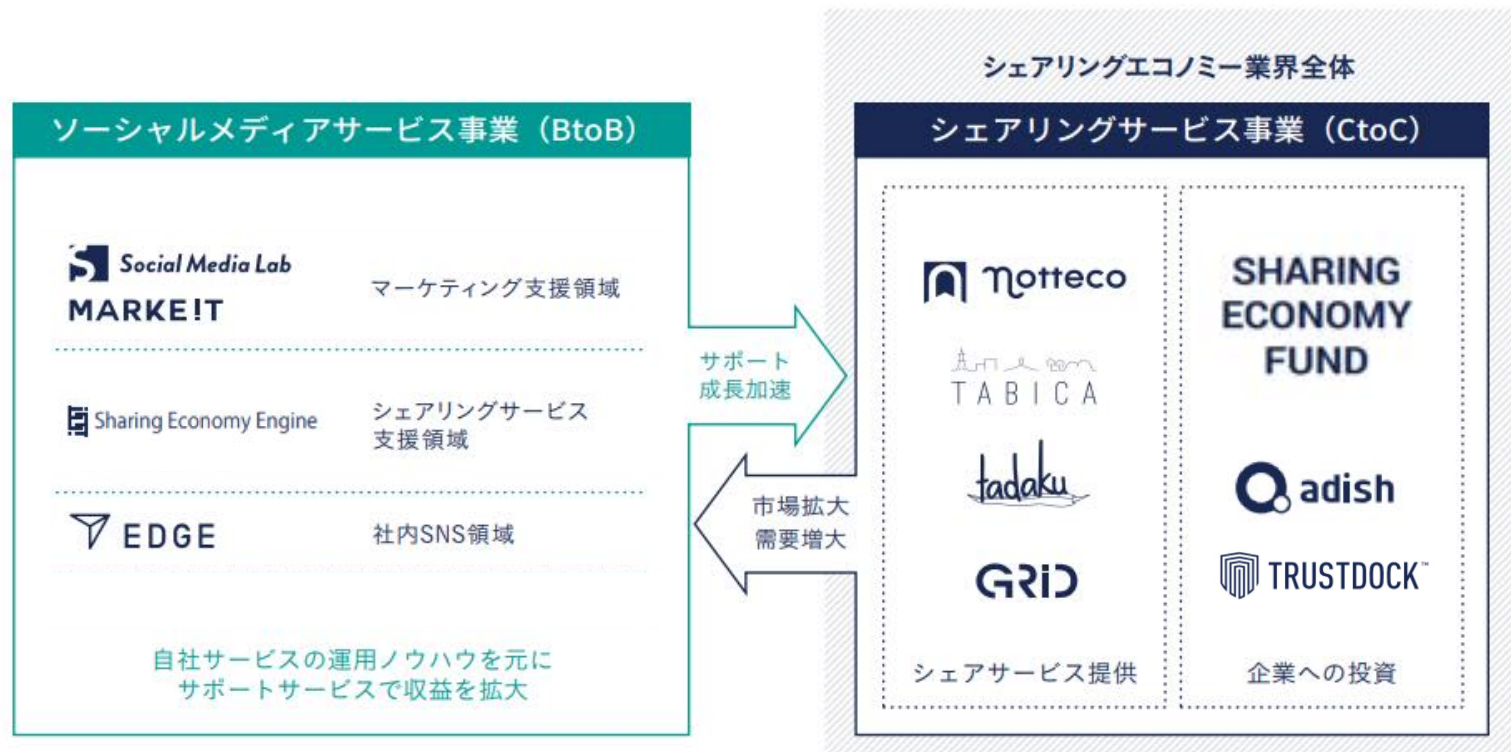 シェアリングエコノミー業界全体
ソーシャルメディアサービス事業（BtoB）
Social Media Lab
MARKE!T
マーケティング支援領域
Sharing Economy Engine
シェアリングサービス
支援領域
EDGE
社内SNS領域
自社サービスの運用ノウハウを元に
サポートサービスで収益を拡大
サポート
成長加速
市場拡大
需要増大
シェアリングサービス事業（CtoC）
notteco
TABICA
tadaku
GRiD
シェアサービス提供
SHARING
ECONOMY
FUND
adish
TRUSTDOCK™
企業への投資